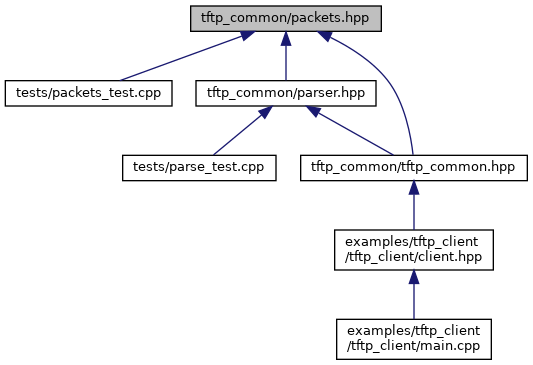 tftp_common/packets.hpp
tests/packets_test.cpp
tftp_common/parser.hpp
tests/parse_test.cpp
tftp_common/tftp_common.hpp
examples/tftp_client
/tftp_client/client.hpp
examples/tftp_client
/tftp_client/main.cpp